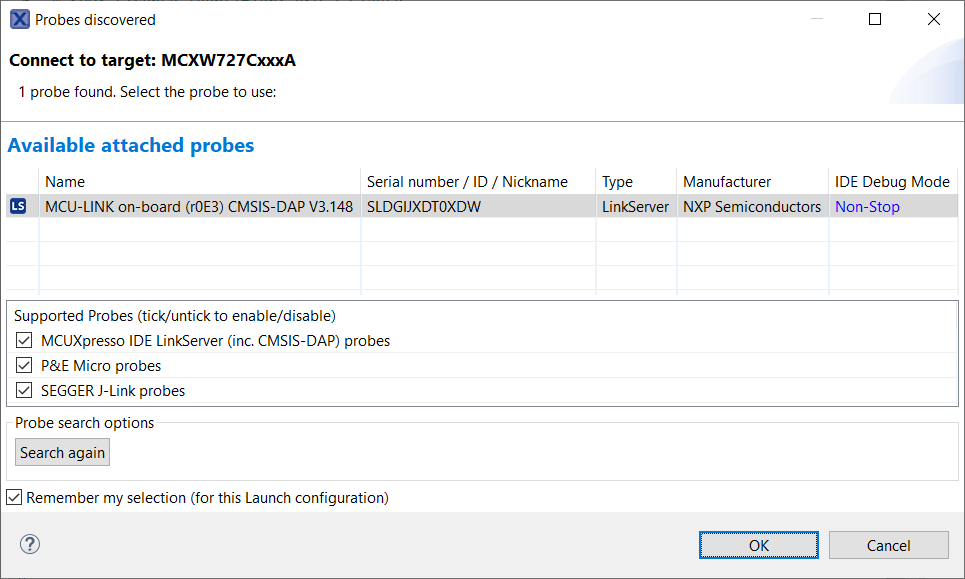 Probes discovered
Connect to target: MCXW727CxxxA
1 probe found. Select the probe to use:
Available attached probes
Name Serial number / ID / Nickname Type Manufacturer IDE Debug Mode
LS MCU-LINK on-board (r0E3) CMSIS-DAP V3.148 SLDGIJXDT0XDW LinkServer NXP Semiconductors Non-Stop
Supported Probes (tick/untick to enable/disable)
MCUXpresso IDE LinkServer (inc. CMSIS-DAP) probes
P&E Micro probes
SEGGER J-Link probes
Probe search options
Search again
Remember my selection (for this Launch configuration)
? OK Cancel